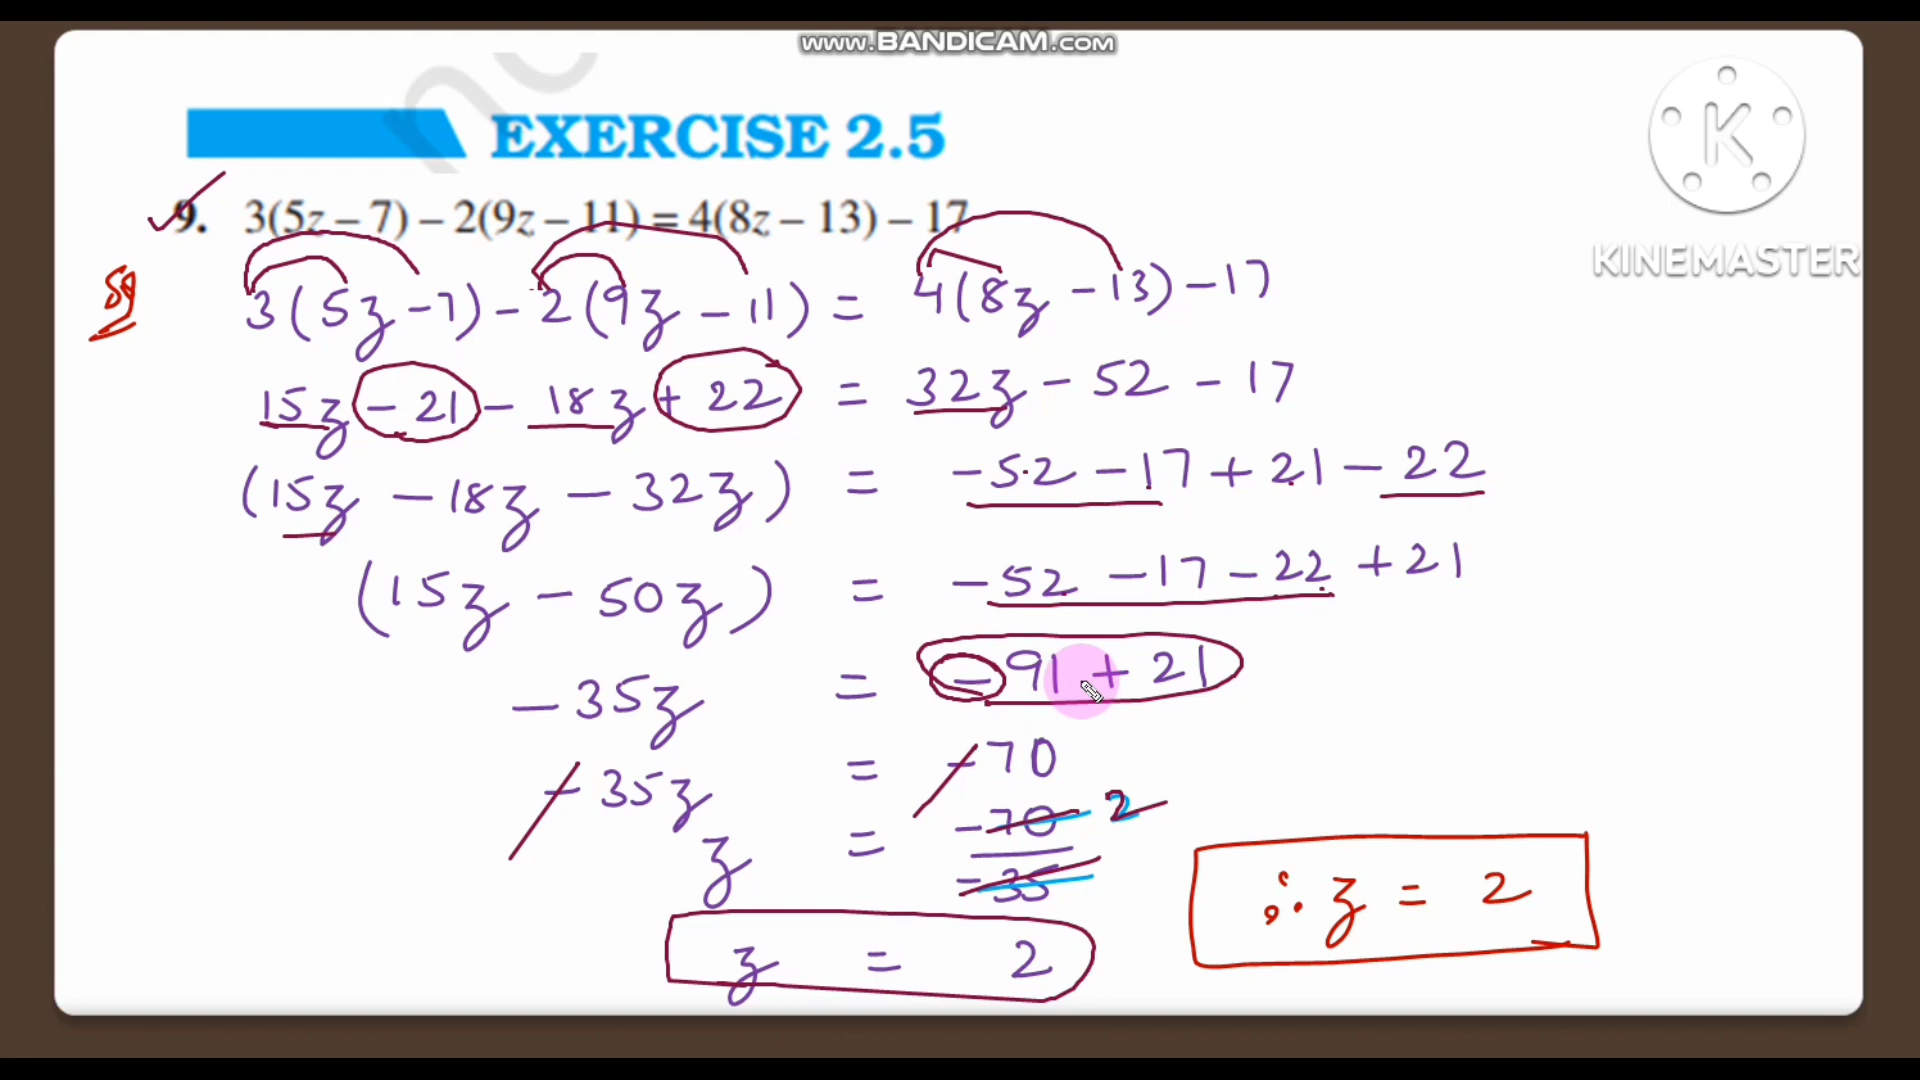 www.BANDICAM.com
EXERCISE 2.5
9. 3(5z – 7) – 2(9z – 11) = 4(8z – 13) – 17
KINEMASTER
3(5z - 7) - 2(9z - 11) = 4(8z - 13) - 17
15z - 21 - 18z + 22 = 32z - 52 - 17
(15z - 18z - 32z) = -52 - 17 + 21 - 22
(15z - 50z) = -52 - 17 - 22 + 21
-35z = -91 + 21
-35z = -70
z = -70 2
-35
∴ z = 2
z = 2